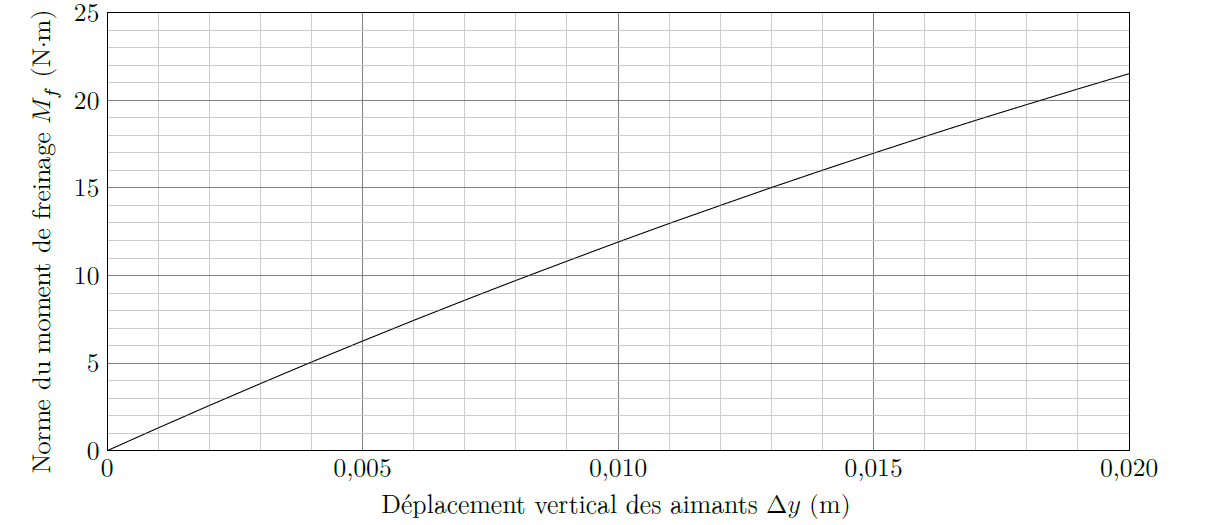 Norme du moment de freinage M_f (N·m)
25
20
15
10
5
0
0 0,005 0,010 0,015 0,020
Déplacement vertical des aimants Δy (m)